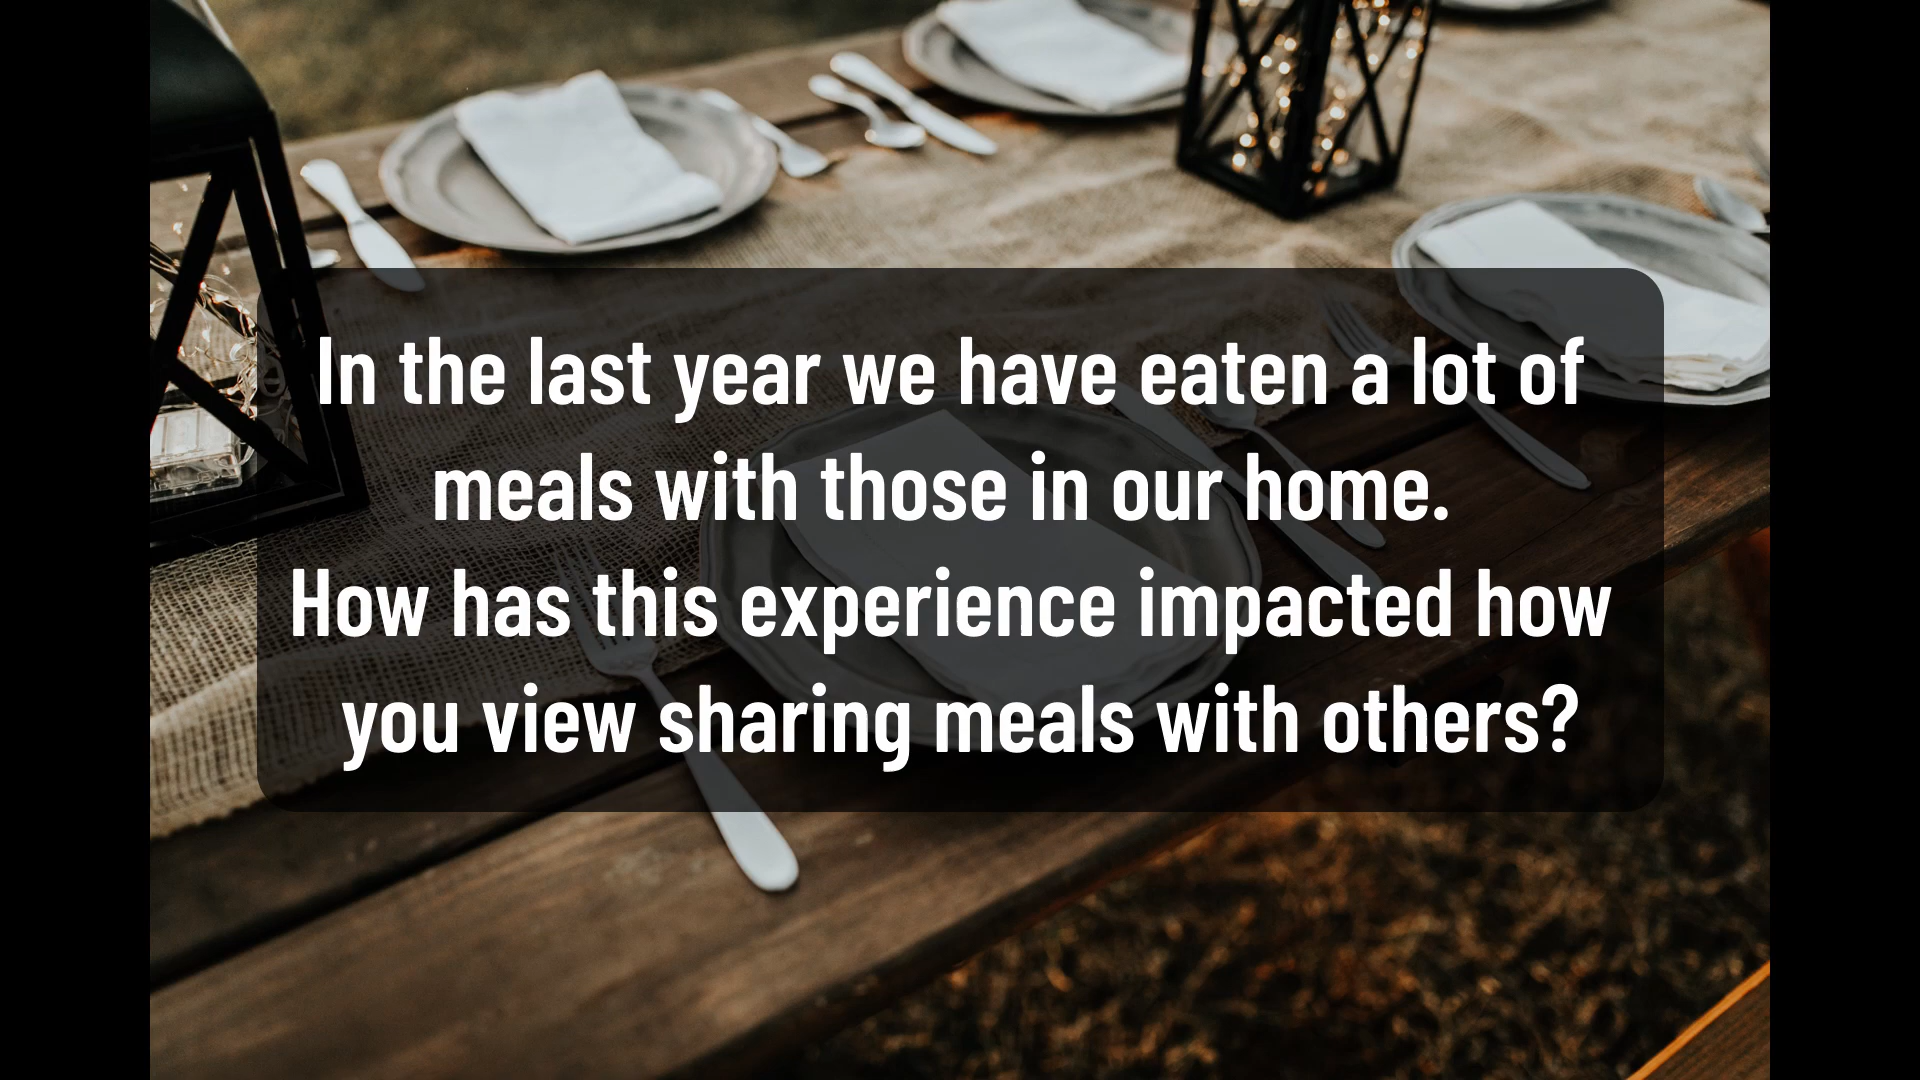 In the last year we have eaten a lot of
meals with those in our home.
How has this experience impacted how
you view sharing meals with others?